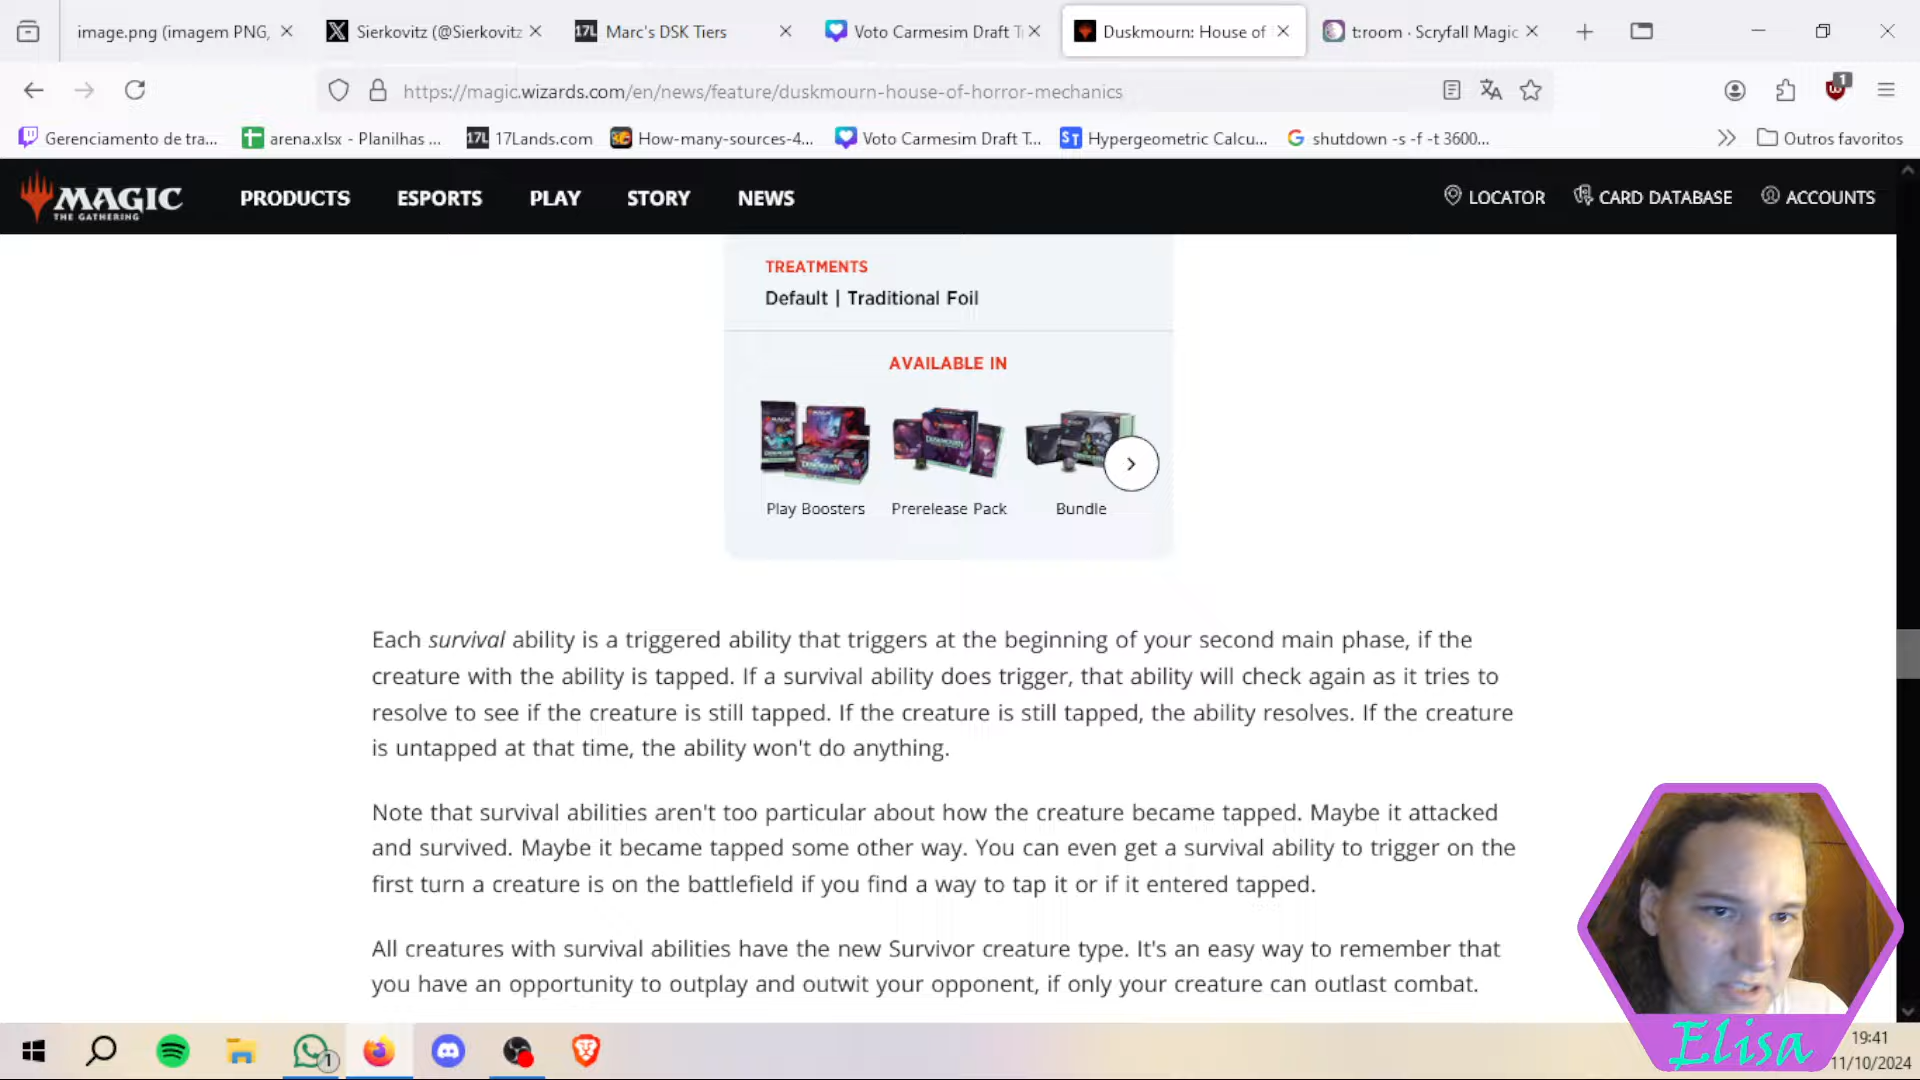 image.png (imagem PNG,
Sierkovitz (@Sierkovitz
17L Marc's DSK Tiers
Voto Carmesim Draft T
Duskmourn: House of
t:room · Scryfall Magic
https://magic.wizards.com/en/news/feature/duskmourn-house-of-horror-mechanics
1
Gerenciamento de tra...
arena.xlsx - Planilhas ...
17L 17Lands.com
How-many-sources-4...
Voto Carmesim Draft T...
ST Hypergeometric Calcu...
shutdown -s -f -t 3600...
Outros favoritos
MAGIC
THE GATHERING
PRODUCTS
ESPORTS
PLAY
STORY
NEWS
LOCATOR
CARD DATABASE
ACCOUNTS
TREATMENTS
Default | Traditional Foil
AVAILABLE IN
Play Boosters
Prerelease Pack
Bundle
Each survival ability is a triggered ability that triggers at the beginning of your second main phase, if the
creature with the ability is tapped. If a survival ability does trigger, that ability will check again as it tries to
resolve to see if the creature is still tapped. If the creature is still tapped, the ability resolves. If the creature
is untapped at that time, the ability won't do anything.
Note that survival abilities aren't too particular about how the creature became tapped. Maybe it attacked
and survived. Maybe it became tapped some other way. You can even get a survival ability to trigger on the
first turn a creature is on the battlefield if you find a way to tap it or if it entered tapped.
All creatures with survival abilities have the new Survivor creature type. It's an easy way to remember that
you have an opportunity to outplay and outwit your opponent, if only your creature can outlast combat.
Elisa
1
19:41
11/10/2024